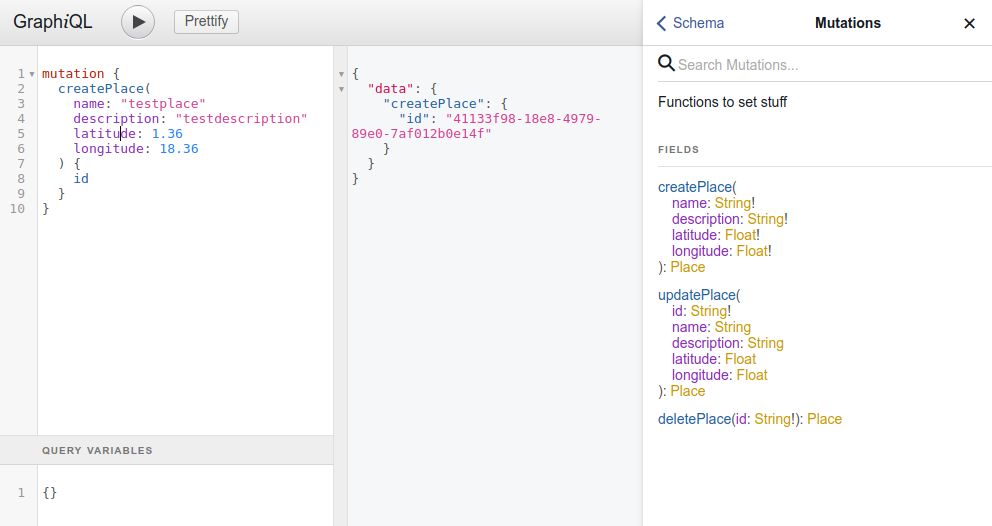 GraphiQL
Prettify
1 mutation {
2 createPlace(
3 name: "testplace"
4 description: "testdescription"
5 latitude: 1.36
6 longitude: 18.36
7 ) {
8 id
9 }
10 }
QUERY VARIABLES
1 {}
{
"data": {
"createPlace": {
"id": "41133f98-18e8-4979-
89e0-7af012b0e14f"
}
}
}
Schema
Mutations
Search Mutations...
Functions to set stuff
FIELDS
createPlace(
name: String!
description: String!
latitude: Float!
longitude: Float!
): Place
updatePlace(
id: String!
name: String
description: String
latitude: Float
longitude: Float
): Place
deletePlace(id: String!): Place